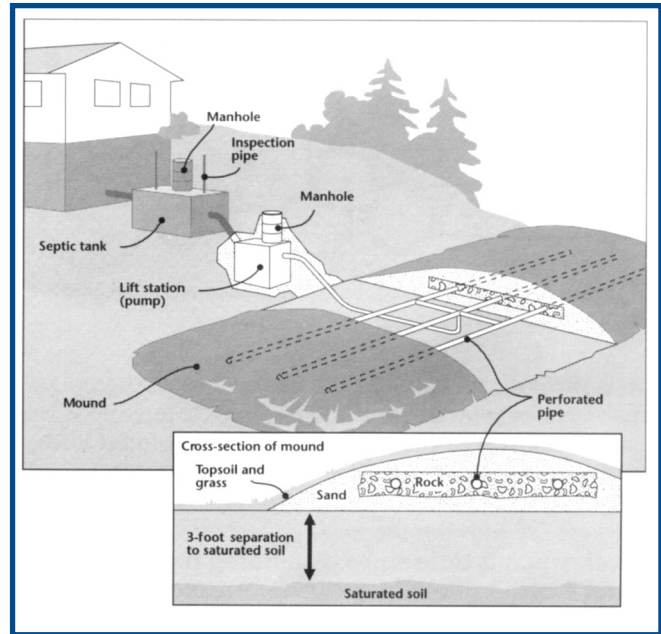 Manhole
Inspection
pipe
Manhole
Septic tank
Lift station
(pump)
Mound
Perforated
pipe
Cross-section of mound
Topsoil and
grass
Sand
Rock
3-foot separation
to saturated soil
Saturated soil